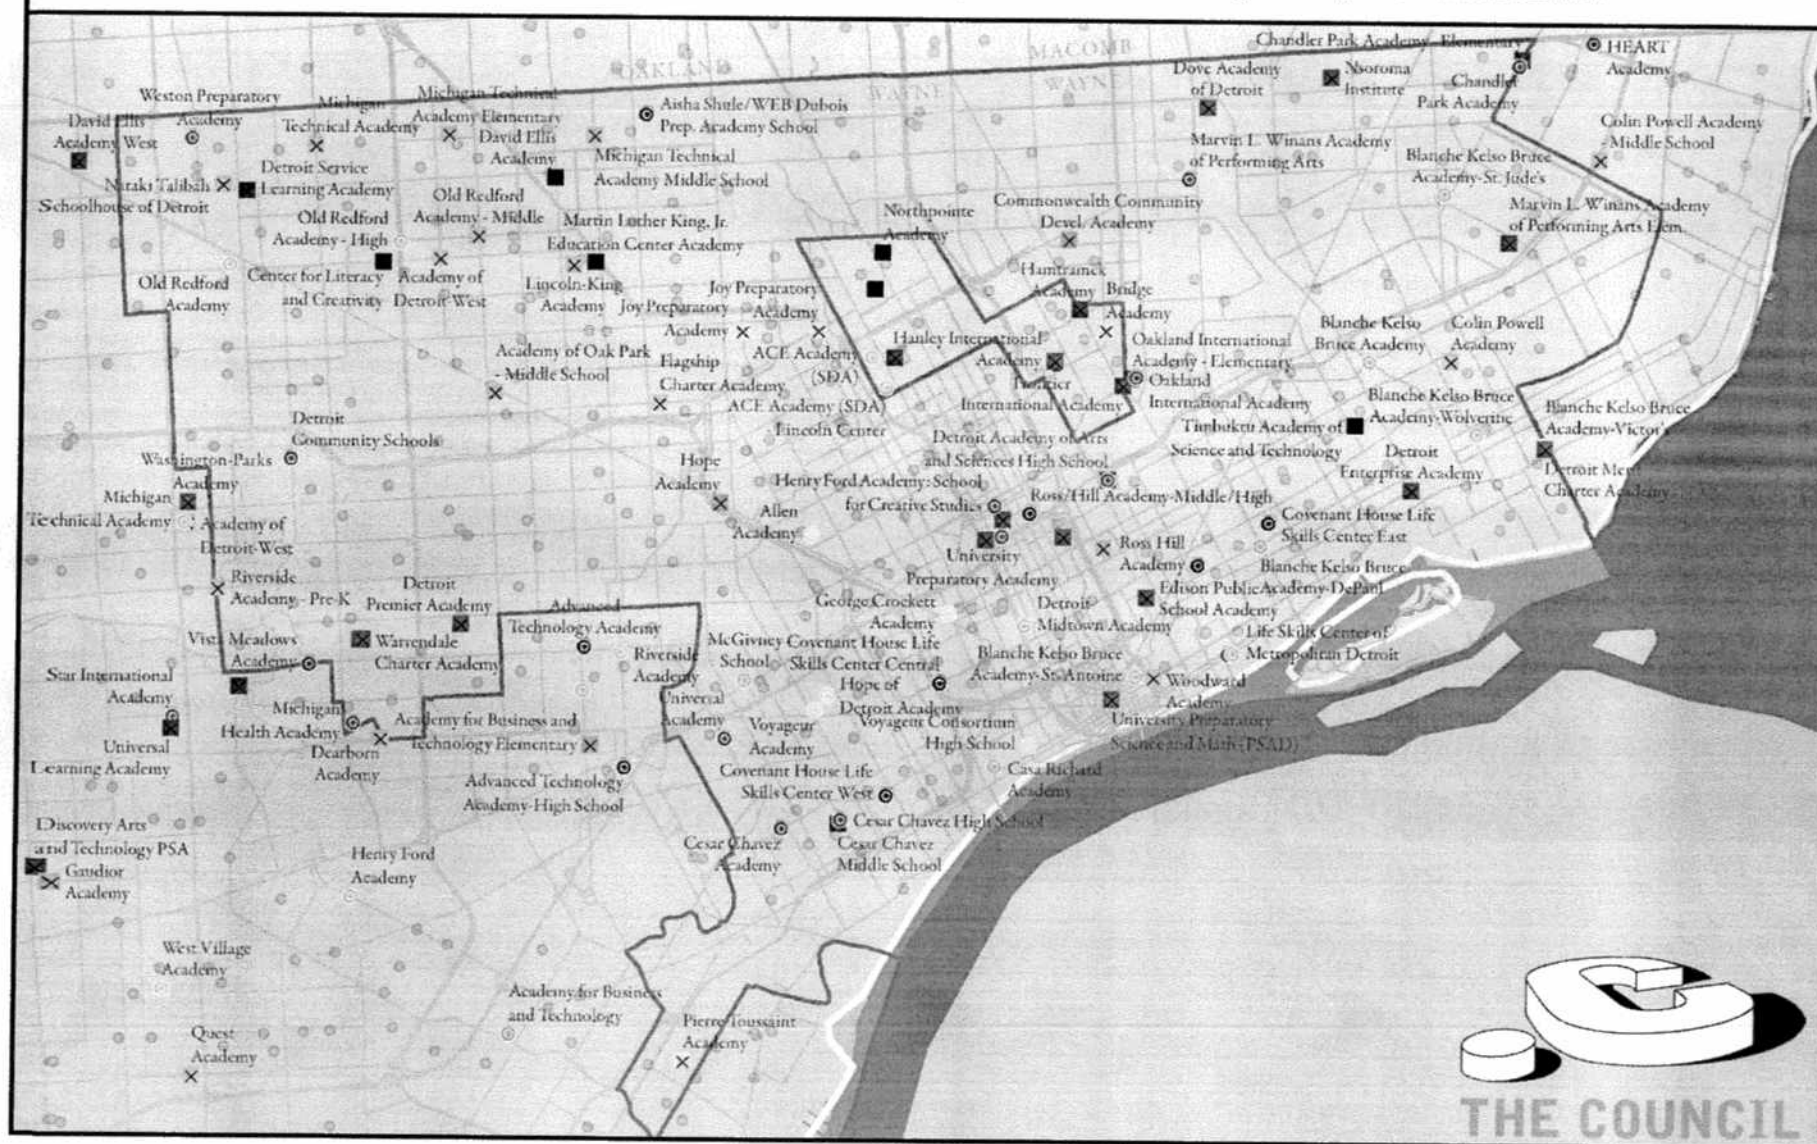 OAKLAND
WAYNE
MACOMB
WAYNE
Chandler Park Academy - Elementary
HEART
Academy
Dove Academy
of Detroit
Nsoroma
Institute
Chandler
Park Academy
Weston Preparatory
Academy
Michigan
Technical Academy
Michigan Technical
Academy Elementary
David Ellis
Academy West
David Ellis
Academy
Aisha Shule/WEB Dubois
Prep. Academy School
Colin Powell Academy
- Middle School
Marvin L. Winans Academy
of Performing Arts
Blanche Kelso Bruce
Academy-St. Jude's
Michigan Technical
Academy Middle School
Nataki Talibah
Schoolhouse of Detroit
Detroit Service
Learning Academy
Old Redford
Academy - Middle
Old Redford
Academy - High
Martin Luther King, Jr.
Education Center Academy
Northpointe
Academy
Commonwealth Community
Devel. Academy
Marvin L. Winans Academy
of Performing Arts Elem.
Old Redford
Academy
Center for Literacy
and Creativity
Academy of
Detroit West
Lincoln-King
Academy
Joy Preparatory
Academy
Joy Preparatory
Academy
Hamtramck
Academy
Bridge
Academy
Academy of Oak Park
- Middle School
Flagship
Charter Academy
ACE Academy
(SDA)
Hanley International
Academy
Oakland International
Academy - Elementary
Blanche Kelso
Bruce Academy
Colin Powell
Academy
ACE Academy (SDA)
- Lincoln Center
Frontier
International Academy
Oakland
International Academy
Blanche Kelso Bruce
Academy-Wolverine
Blanche Kelso Bruce
Academy-Victor's
Detroit
Community Schools
Timbuktu Academy of
Science and Technology
Detroit Academy of Arts
and Sciences High School
Detroit
Enterprise Academy
Detroit Merit
Charter Academy
Washington-Parks
Academy
Hope
Academy
Henry Ford Academy: School
for Creative Studies
Ross/Hill Academy-Middle/High
Michigan
Technical Academy
Academy of
Detroit-West
Allen
Academy
Covenant House Life
Skills Center East
University
Preparatory Academy
Ross Hill
Academy
Blanche Kelso Bruce
Riverside
Academy - Pre-K
Detroit
Premier Academy
Advanced
Technology Academy
George Crockett
Academy
Detroit
Midtown Academy
Edison Public Academy-DePaul
School Academy
Vista Meadows
Academy
Warrendale
Charter Academy
Riverside
Academy
McGivney
School
Covenant House Life
Skills Center Central
Blanche Kelso Bruce
Academy-St. Antoine
Life Skills Center of
Metropolitan Detroit
Star International
Academy
Universal
Academy
Hope of
Detroit Academy
Woodward
Academy
Michigan
Health Academy
Academy for Business and
Technology Elementary
Voyageur
Academy
Voyageur Consortium
High School
University Preparatory
Science and Math (PSAD)
Universal
Learning Academy
Dearborn
Academy
Advanced Technology
Academy-High School
Covenant House Life
Skills Center West
Casa Richard
Academy
Discovery Arts
and Technology PSA
Gaudior
Academy
Henry Ford
Academy
Cesar Chavez
Academy
Cesar Chavez High School
Cesar Chavez
Middle School
West Village
Academy
Academy for Business
and Technology
Quest
Academy
Pierre Toussaint
Academy
THE COUNCIL